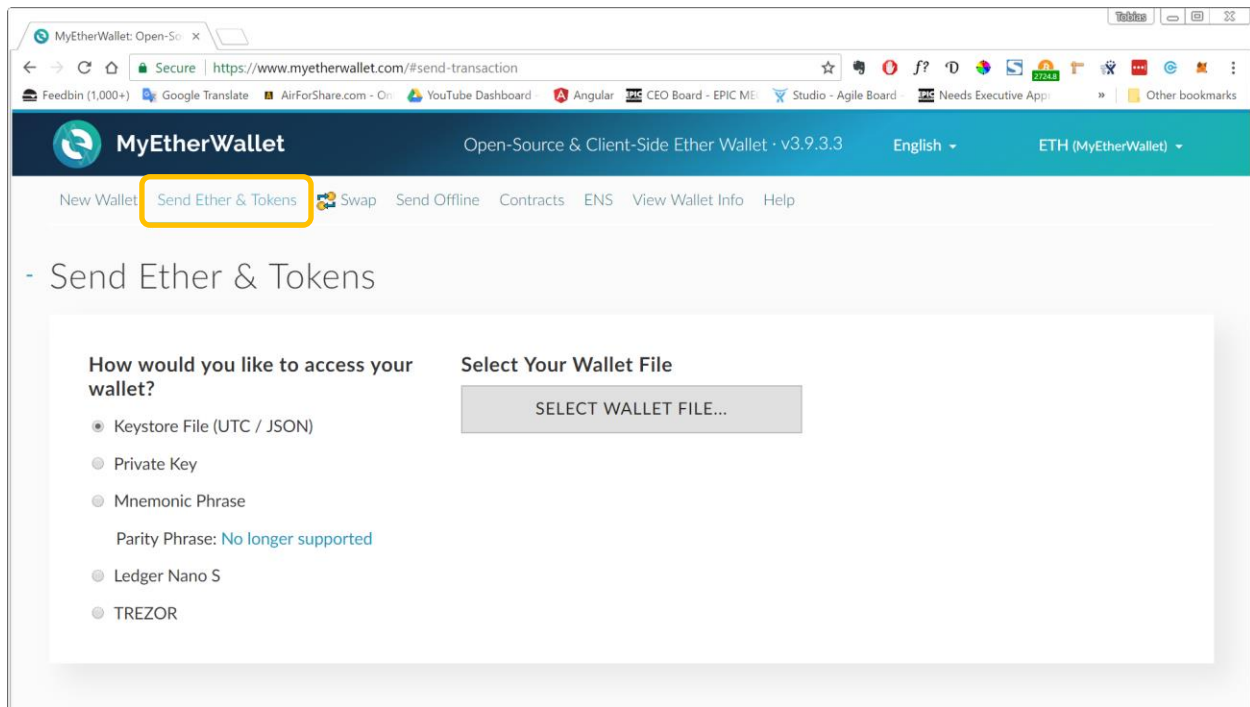 Tobias
MyEtherWallet: Open-So
Secure https://www.myetherwallet.com/#send-transaction
f?
2724.8
Feedbin (1,000+) Google Translate AirForShare.com - On YouTube Dashboard - Angular EPIC CEO Board - EPIC ME Studio - Agile Board - EPIC Needs Executive App » Other bookmarks
MyEtherWallet Open-Source & Client-Side Ether Wallet · v3.9.3.3 English ETH (MyEtherWallet)
New Wallet Send Ether & Tokens Swap Send Offline Contracts ENS View Wallet Info Help
- Send Ether & Tokens
How would you like to access your
wallet?
Select Your Wallet File
SELECT WALLET FILE...
Keystore File (UTC / JSON)
Private Key
Mnemonic Phrase
Parity Phrase: No longer supported
Ledger Nano S
TREZOR